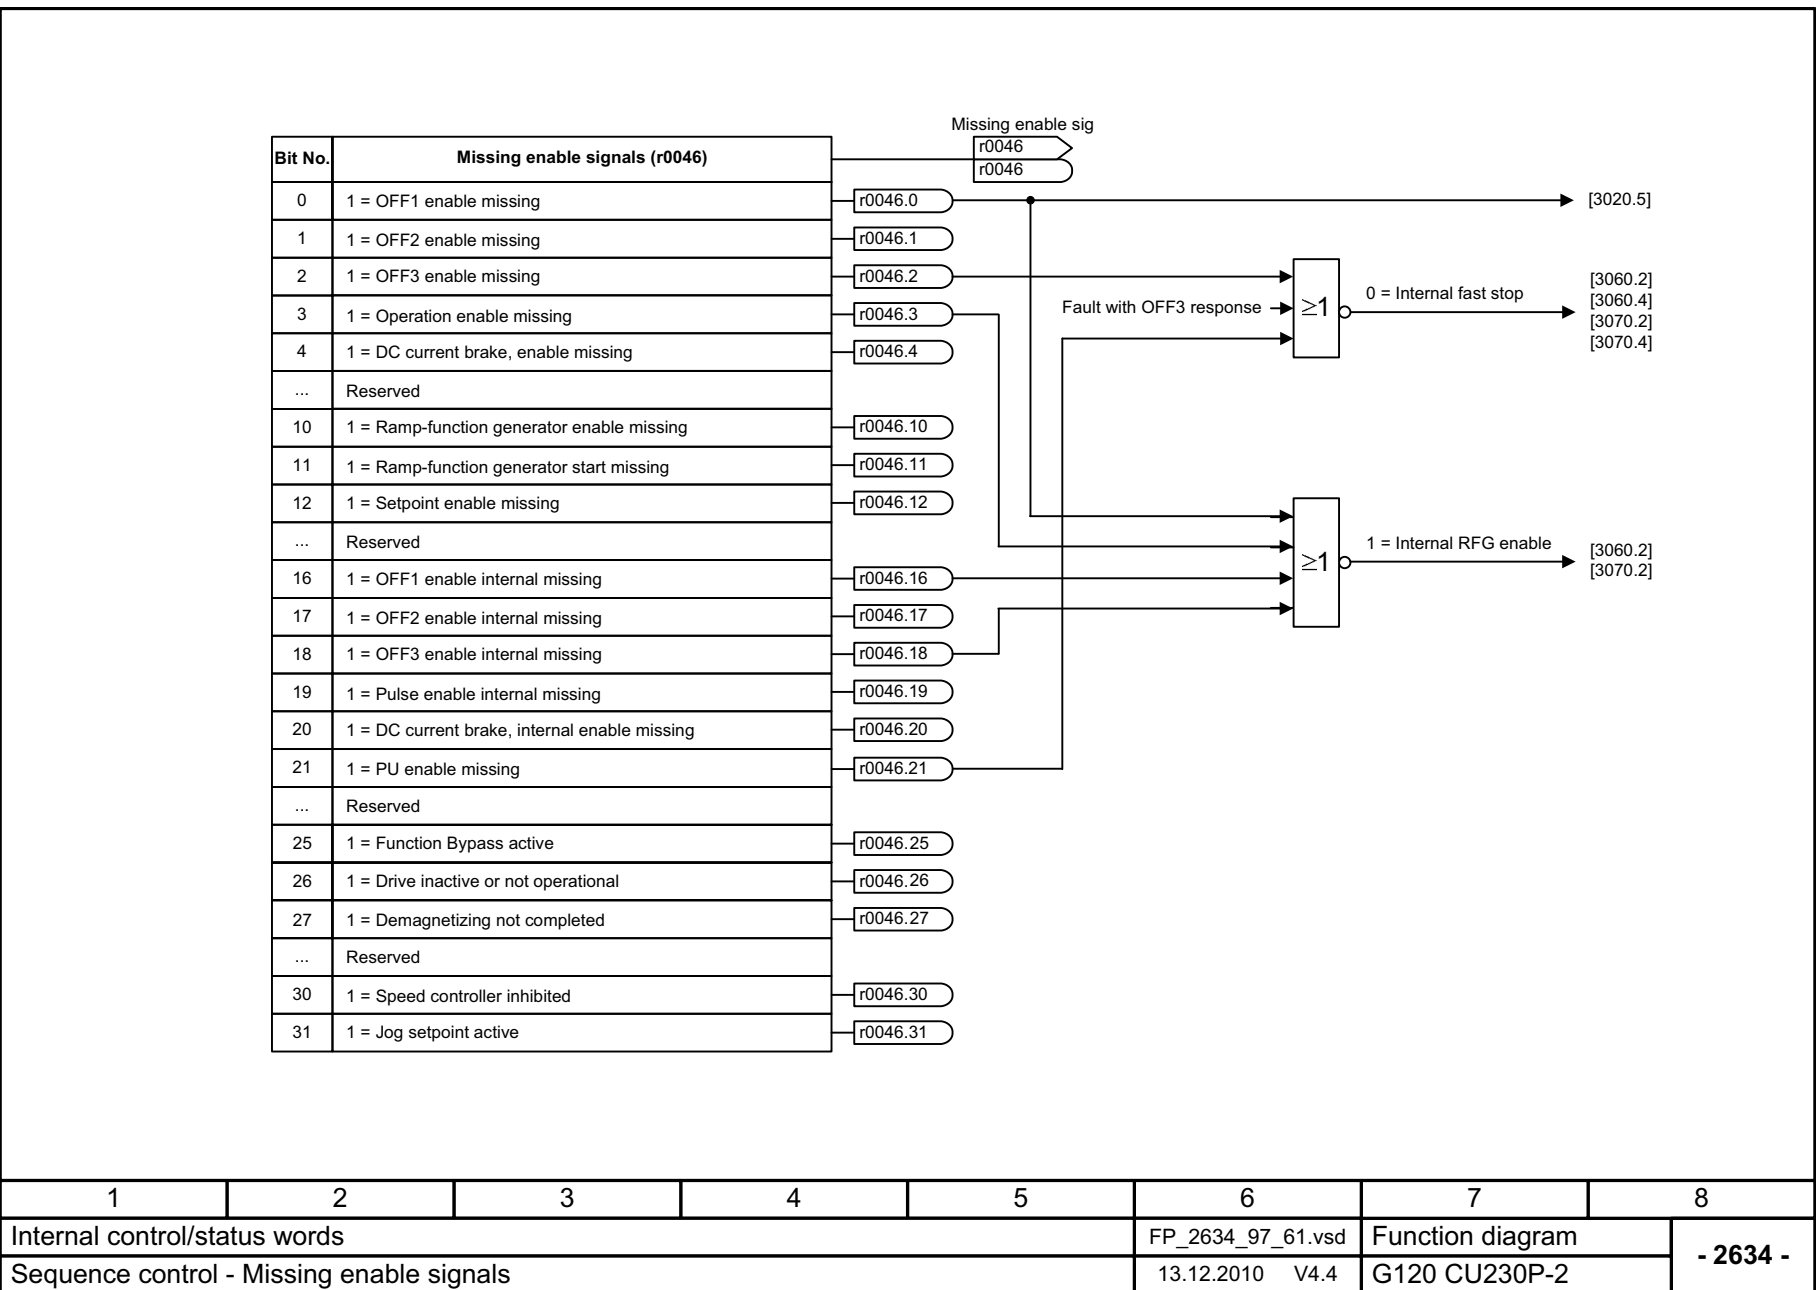 Missing enable sig
r0046
r0046
Bit No. Missing enable signals (r0046)
0 1 = OFF1 enable missing r0046.0 [3020.5]
1 1 = OFF2 enable missing r0046.1
2 1 = OFF3 enable missing r0046.2
3 1 = Operation enable missing r0046.3
4 1 = DC current brake, enable missing r0046.4
... Reserved
10 1 = Ramp-function generator enable missing r0046.10
11 1 = Ramp-function generator start missing r0046.11
12 1 = Setpoint enable missing r0046.12
... Reserved
16 1 = OFF1 enable internal missing r0046.16
17 1 = OFF2 enable internal missing r0046.17
18 1 = OFF3 enable internal missing r0046.18
19 1 = Pulse enable internal missing r0046.19
20 1 = DC current brake, internal enable missing r0046.20
21 1 = PU enable missing r0046.21
... Reserved
25 1 = Function Bypass active r0046.25
26 1 = Drive inactive or not operational r0046.26
27 1 = Demagnetizing not completed r0046.27
... Reserved
30 1 = Speed controller inhibited r0046.30
31 1 = Jog setpoint active r0046.31
Fault with OFF3 response
≥1
0 = Internal fast stop
[3060.2]
[3060.4]
[3070.2]
[3070.4]
≥1
1 = Internal RFG enable
[3060.2]
[3070.2]
1 2 3 4 5 6 7 8
Internal control/status words FP_2634_97_61.vsd Function diagram
- 2634 -
Sequence control - Missing enable signals 13.12.2010 V4.4 G120 CU230P-2